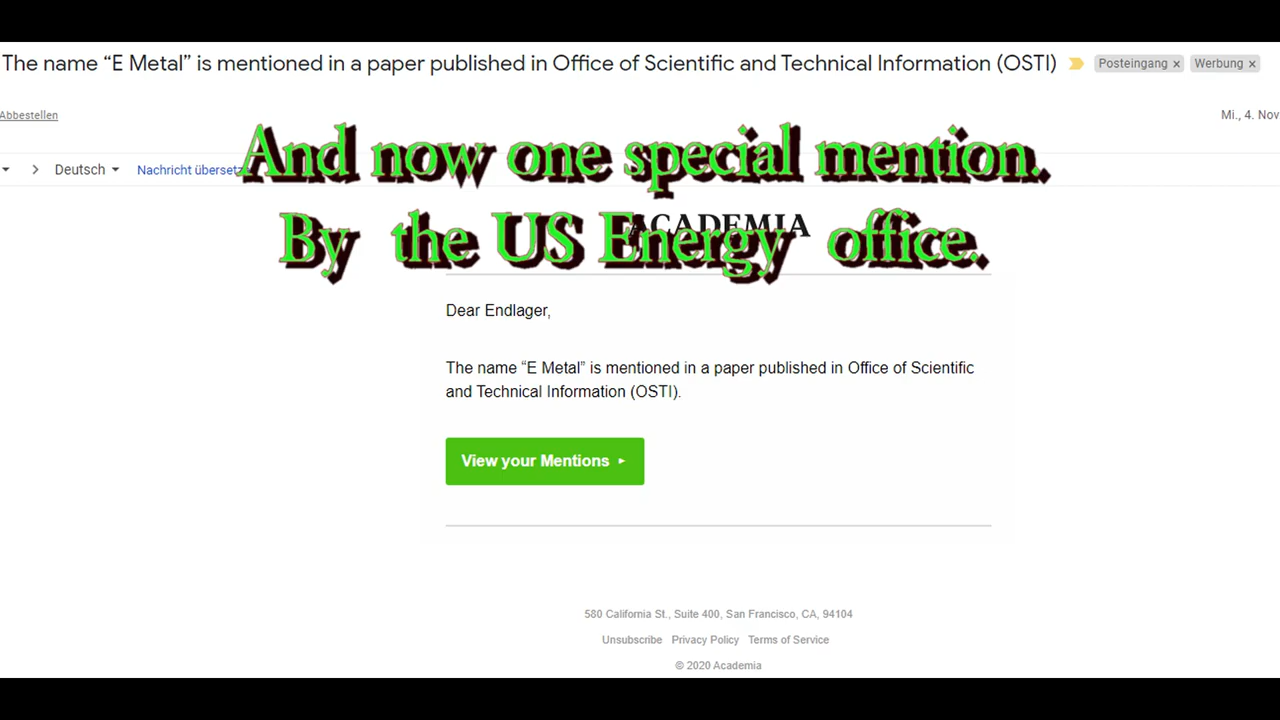 The name “E Metal” is mentioned in a paper published in Office of Scientific and Technical Information (OSTI) Posteingang × Werbung ×
Abbestellen Mi., 4. Nov
Deutsch Nachricht übersetz
And now one special mention.
ACADEMIA
By the US Energy office.
Dear Endlager,
The name “E Metal” is mentioned in a paper published in Office of Scientific
and Technical Information (OSTI).
View your Mentions
580 California St., Suite 400, San Francisco, CA, 94104
Unsubscribe Privacy Policy Terms of Service
© 2020 Academia